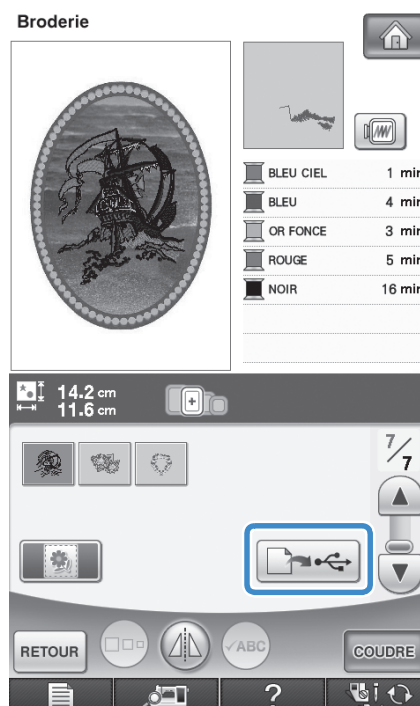 Broderie
BLEU CIEL 1 min
BLEU 4 min
OR FONCE 3 min
ROUGE 5 min
NOIR 16 min
14.2 cm
11.6 cm
7/7
RETOUR
✓ABC
COUDRE
?